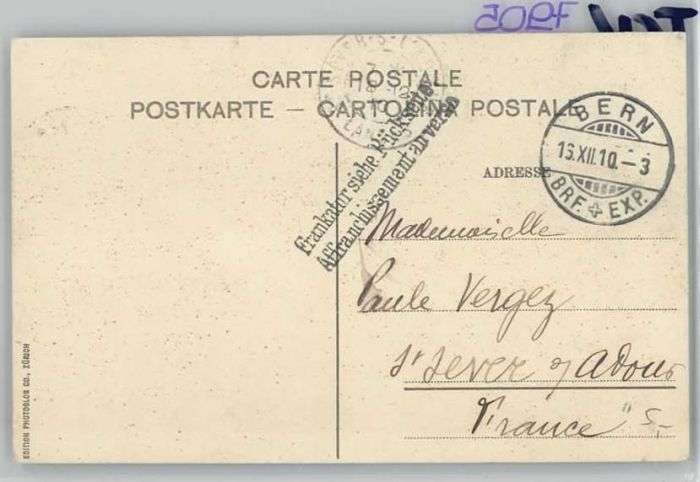 CARTE POSTALE
POSTKARTE — CARTOLINA POSTALE
Frankatur siehe Rückseite
Affranchissement au verso
BERN
13.XII.10.–3
BRF. EXP.
ADRESSE
Mademoiselle
Paule Vergez
St Sever s/ Adour
France
EDITION PHOTOGLOB CO., ZÜRICH